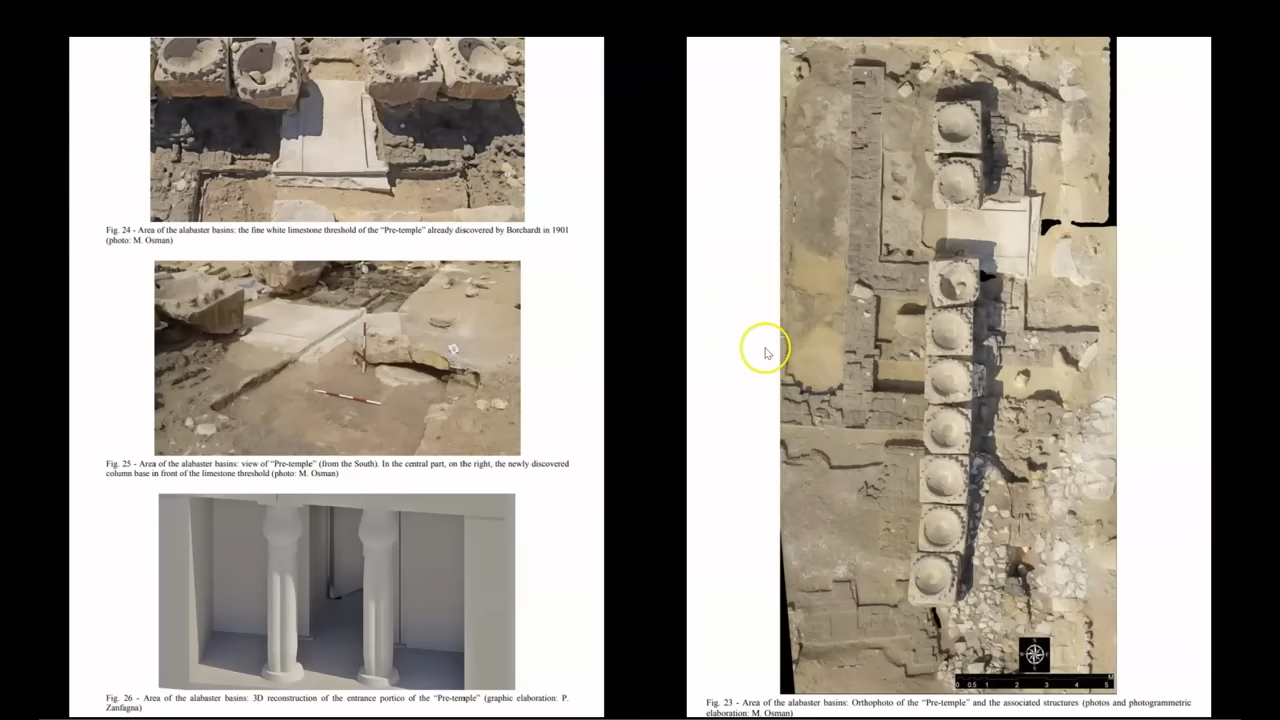 Fig. 24 - Area of the alabaster basins: the fine white limestone threshold of the “Pre-temple” already discovered by Borchardt in 1901
(photo: M. Osman)
Fig. 25 - Area of the alabaster basins: view of “Pre-temple” (from the South). In the central part, on the right, the newly discovered
column base in front of the limestone threshold (photo: M. Osman)
Fig. 26 - Area of the alabaster basins: 3D reconstruction of the entrance portico of the “Pre-temple” (graphic elaboration: P.
Zanfagna)
N
M
0 0.5 1 2 3 4 5
Fig. 23 - Area of the alabaster basins: Orthophoto of the “Pre-temple” and the associated structures (photos and photogrammetric
elaboration: M. Osman)